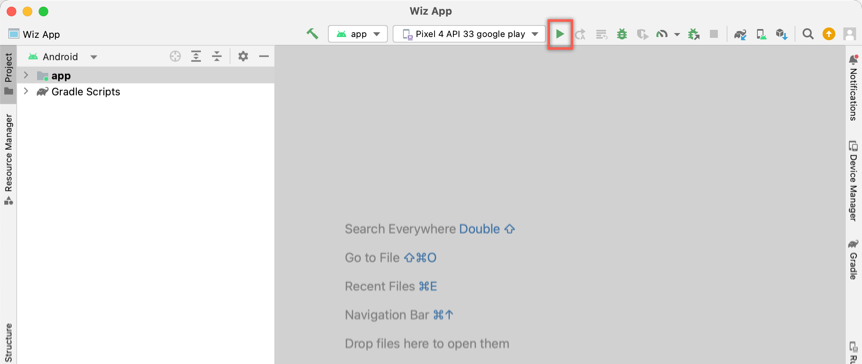 Wiz App
Wiz App
app
Pixel 4 API 33 google play
Android
app
Gradle Scripts
Project
Resource Manager
Structure
Search Everywhere Double ⇧
Go to File ⇧⌘O
Recent Files ⌘E
Navigation Bar ⌘↑
Drop files here to open them
Notifications
Device Manager
Gradle